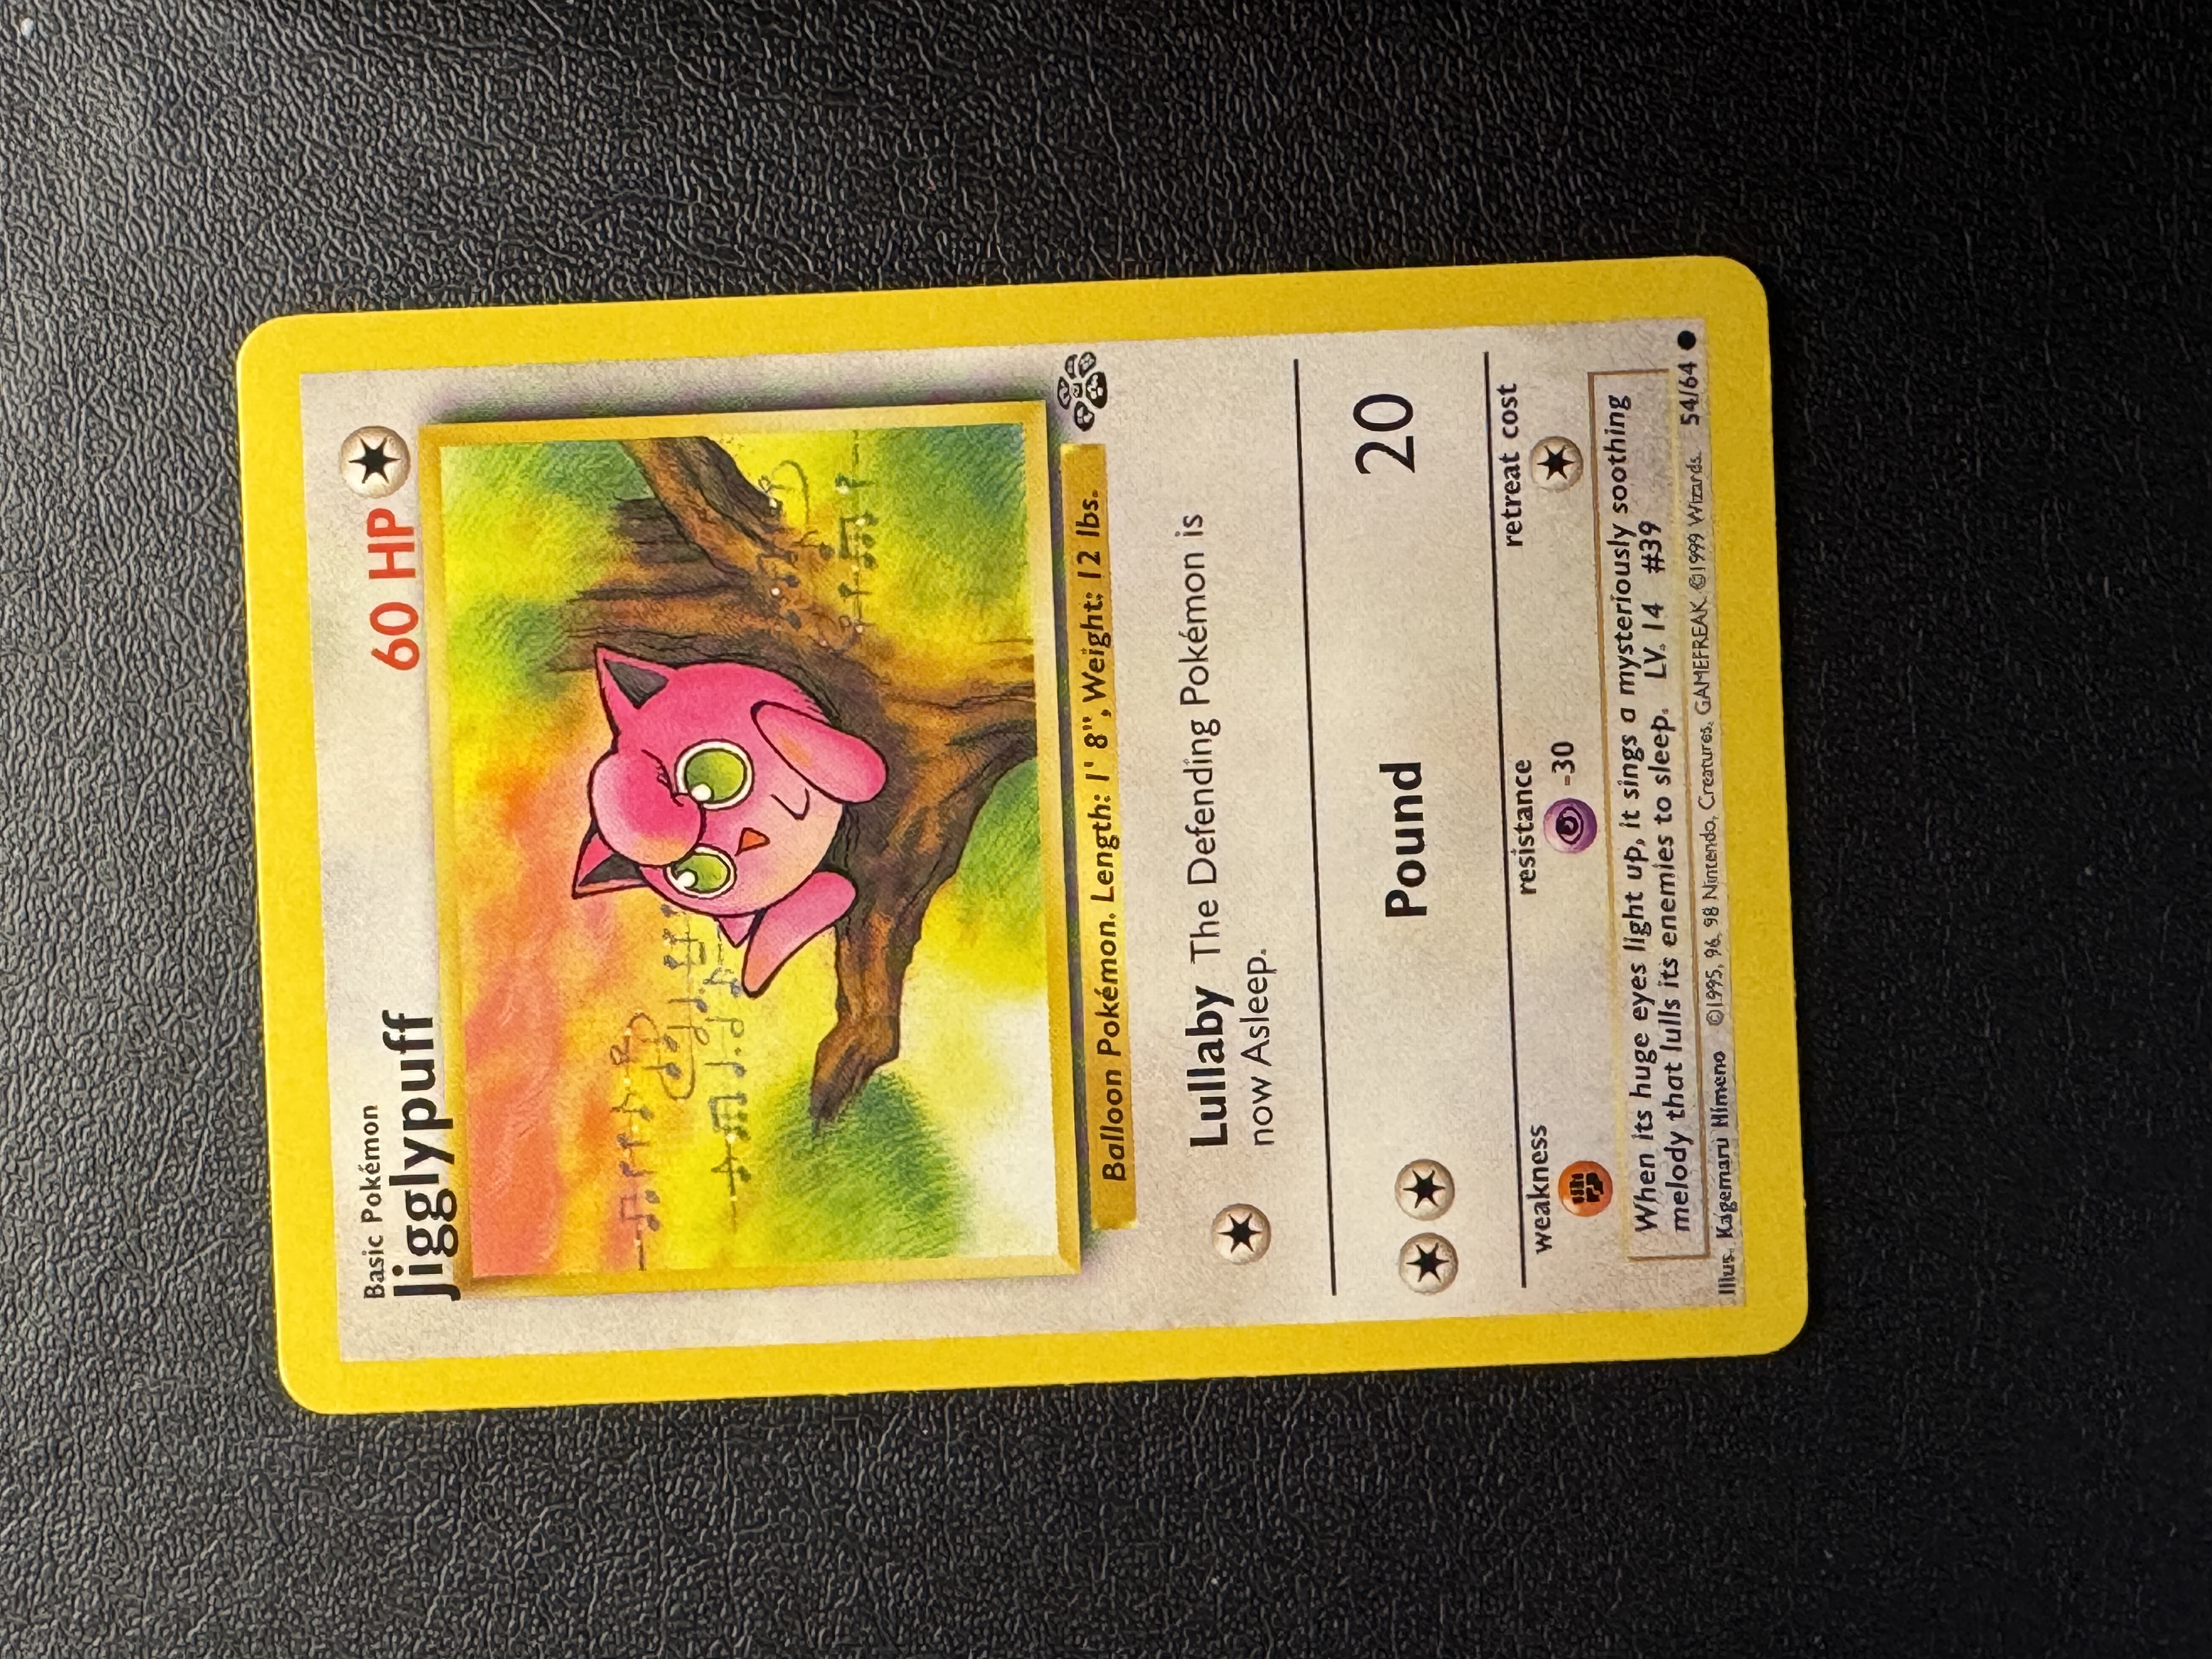 Basic Pokémon
Jigglypuff 60 HP
Balloon Pokémon. Length: 1' 8", Weight: 12 lbs.
Lullaby The Defending Pokémon is
now Asleep.
Pound 20
weakness resistance retreat cost
-30
When its huge eyes light up, it sings a mysteriously soothing
melody that lulls its enemies to sleep. LV. 14 #39
Illus. Kagemaru Himeno ©1995, 96, 98 Nintendo, Creatures, GAMEFREAK. ©1999 Wizards. 54/64